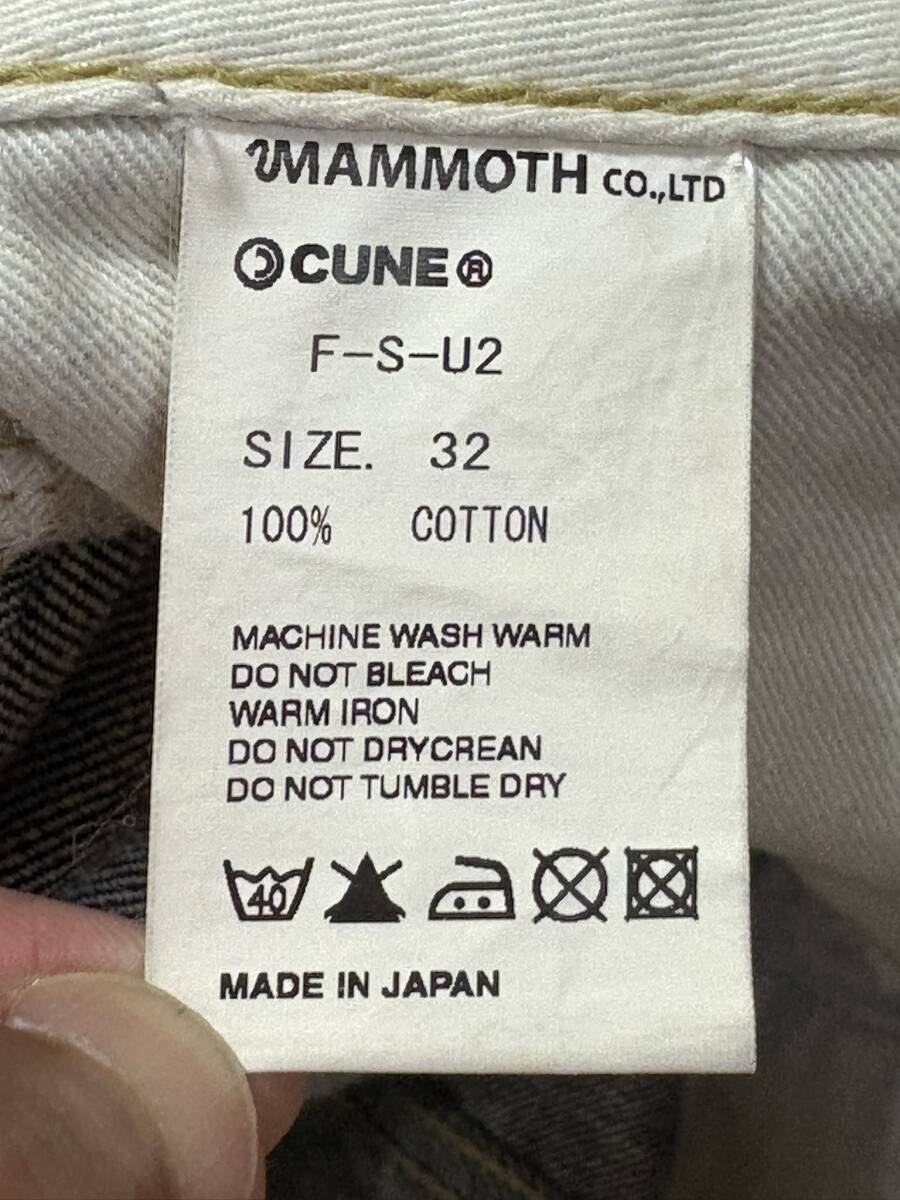 MAMMOTH CO.,LTD
CUNE®
F-S-U2
SIZE. 32
100% COTTON
MACHINE WASH WARM
DO NOT BLEACH
WARM IRON
DO NOT DRYCREAN
DO NOT TUMBLE DRY
40
MADE IN JAPAN